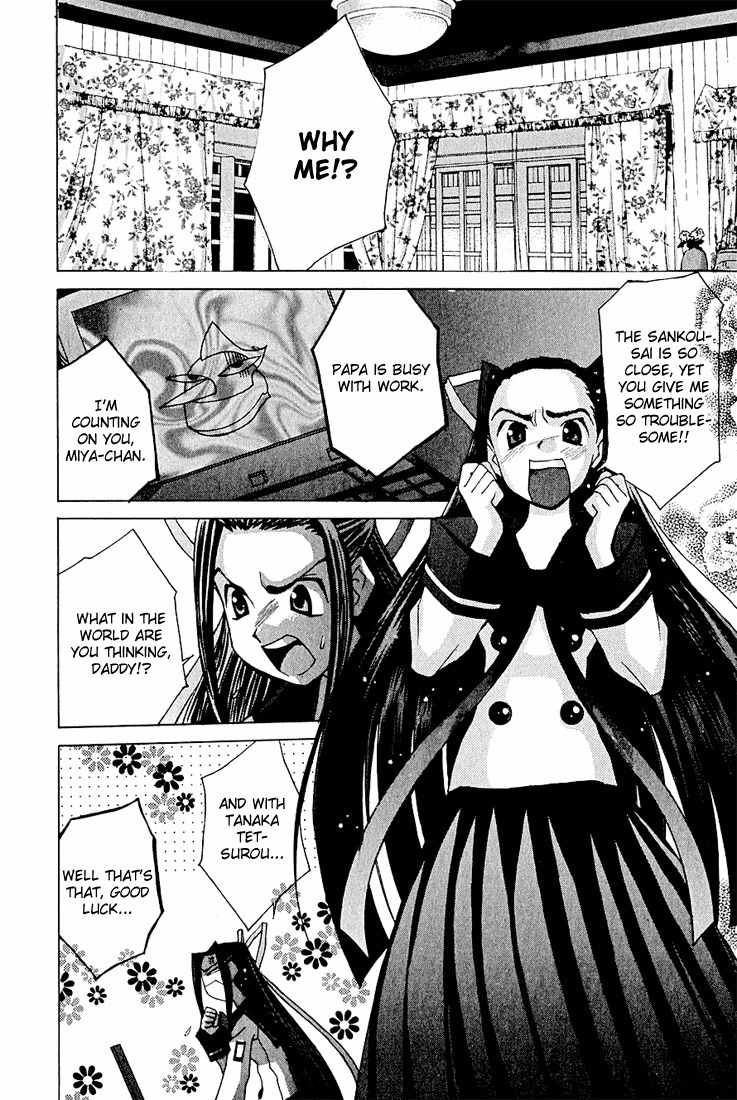 WHY
ME!?
THE SANKOU-
SAI IS SO
CLOSE, YET
YOU GIVE ME
SOMETHING
SO TROUBLE-
SOME!!
PAPA IS BUSY
WITH WORK.
I'M
COUNTING
ON YOU,
MIYA-CHAN.
WHAT IN THE
WORLD ARE
YOU THINKING,
DADDY!?
AND WITH
TANAKA
TET-
SUROU...
WELL THAT'S
THAT, GOOD
LUCK...